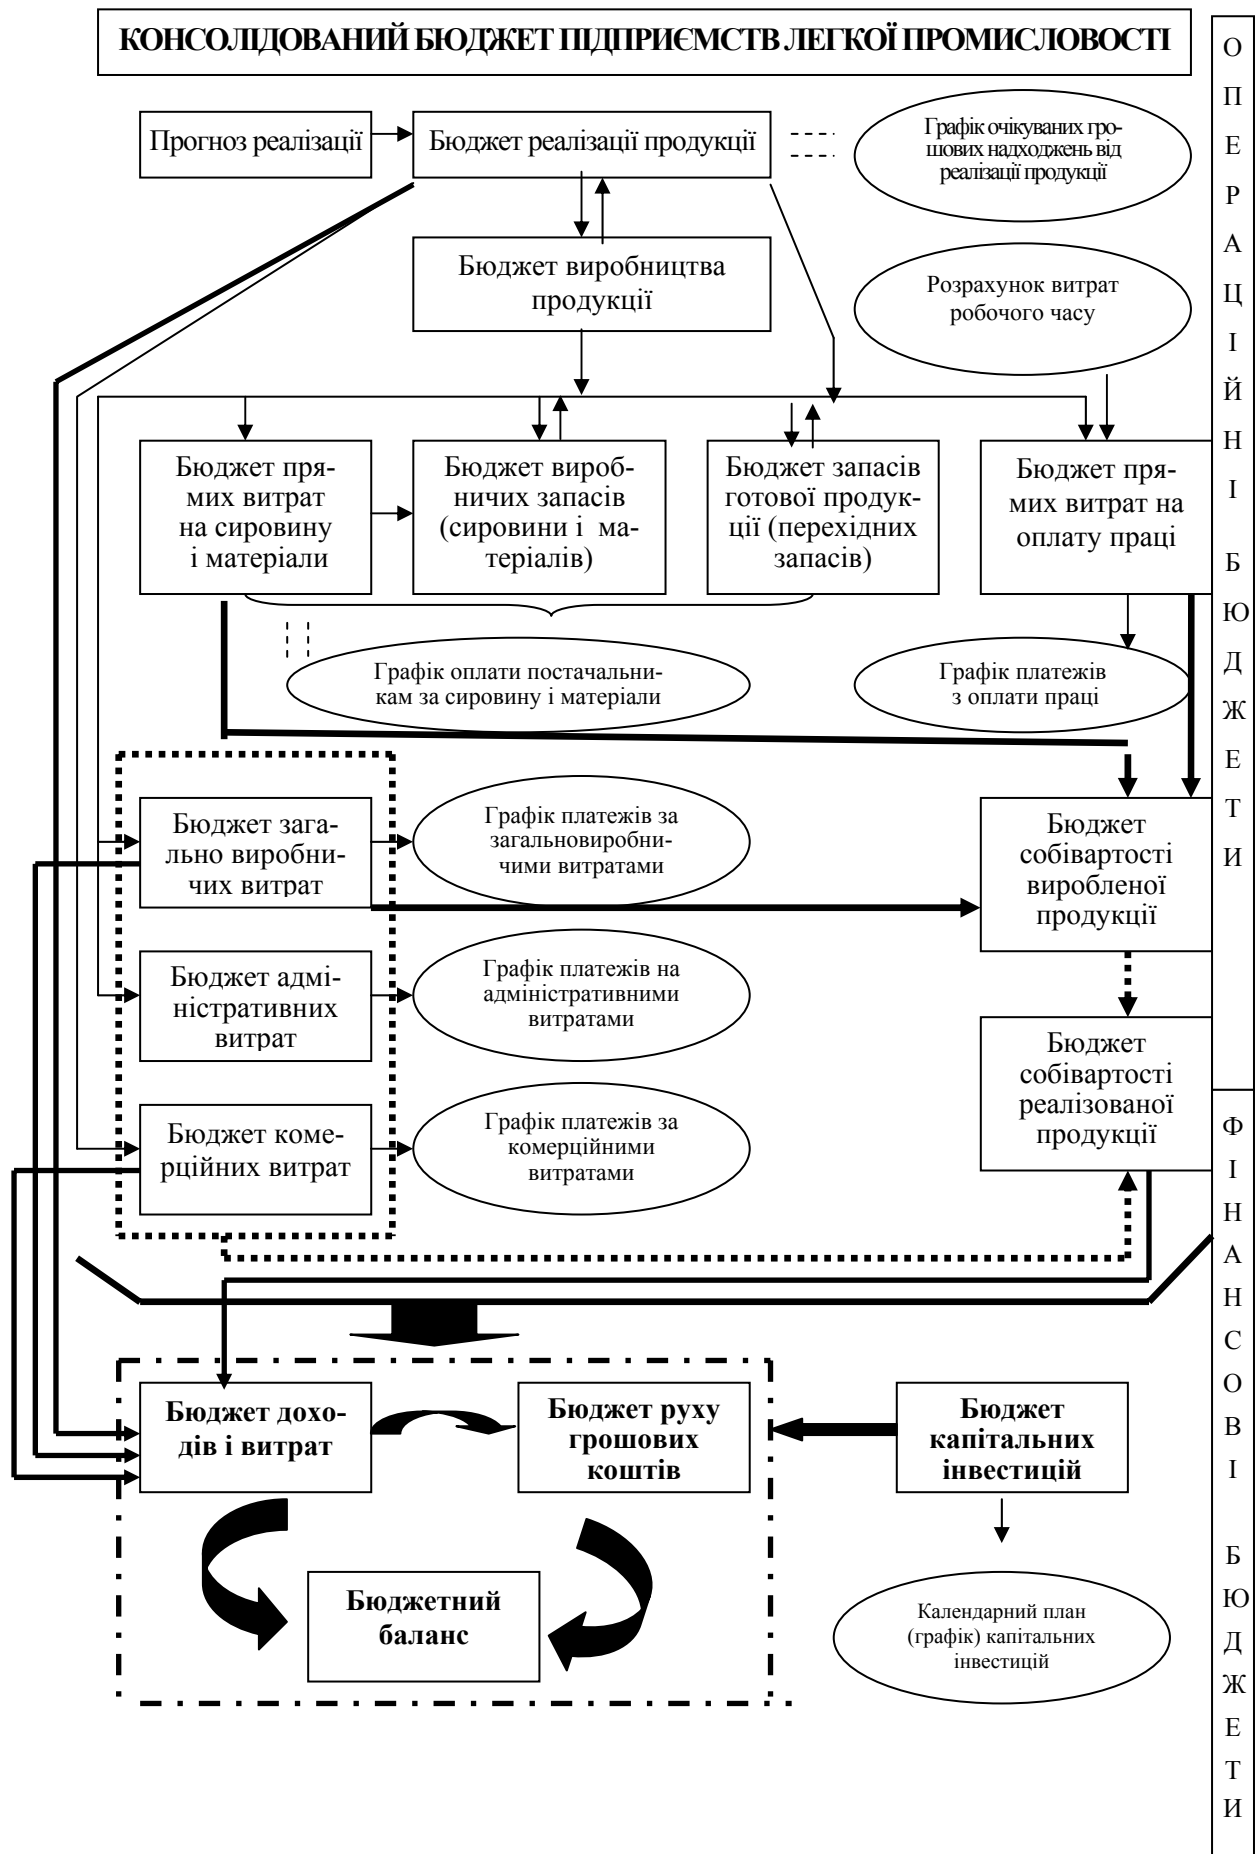 КОНСОЛІДОВАНИЙ БЮДЖЕТ ПІДПРИЄМСТВ ЛЕГКОЇ ПРОМИСЛОВОСТІ
Прогноз реалізації
Бюджет реалізації продукції
Графік очікуваних гро-
шових надходжень від
реалізації продукції
Бюджет виробництва
продукції
Розрахунок витрат
робочого часу
Бюджет пря-
мих витрат
на сировину
і матеріали
Бюджет вироб-
ничих запасів
(сировини і ма-
теріалів)
Бюджет запасів
готової продук-
ції (перехідних
запасів)
Бюджет пря-
мих витрат на
оплату праці
Графік оплати постачальни-
кам за сировину і матеріали
Графік платежів
з оплати праці
Бюджет зага-
льно виробни-
чих витрат
Графік платежів за
загальновиробни-
чими витратами
Бюджет
собівартості
виробленої
продукції
Бюджет адмі-
ністративних
витрат
Графік платежів на
адміністративними
витратами
Бюджет
собівартості
реалізованої
продукції
Бюджет коме-
рційних витрат
Графік платежів за
комерційними
витратами
Бюджет дохо-
дів і витрат
Бюджет руху
грошових
коштів
Бюджет
капітальних
інвестицій
Бюджетний
баланс
Календарний план
(графік) капітальних
інвестицій
ОПЕРАЦІЙНІ БЮДЖЕТИ
ФІНАНСОВІ БЮДЖЕТИ